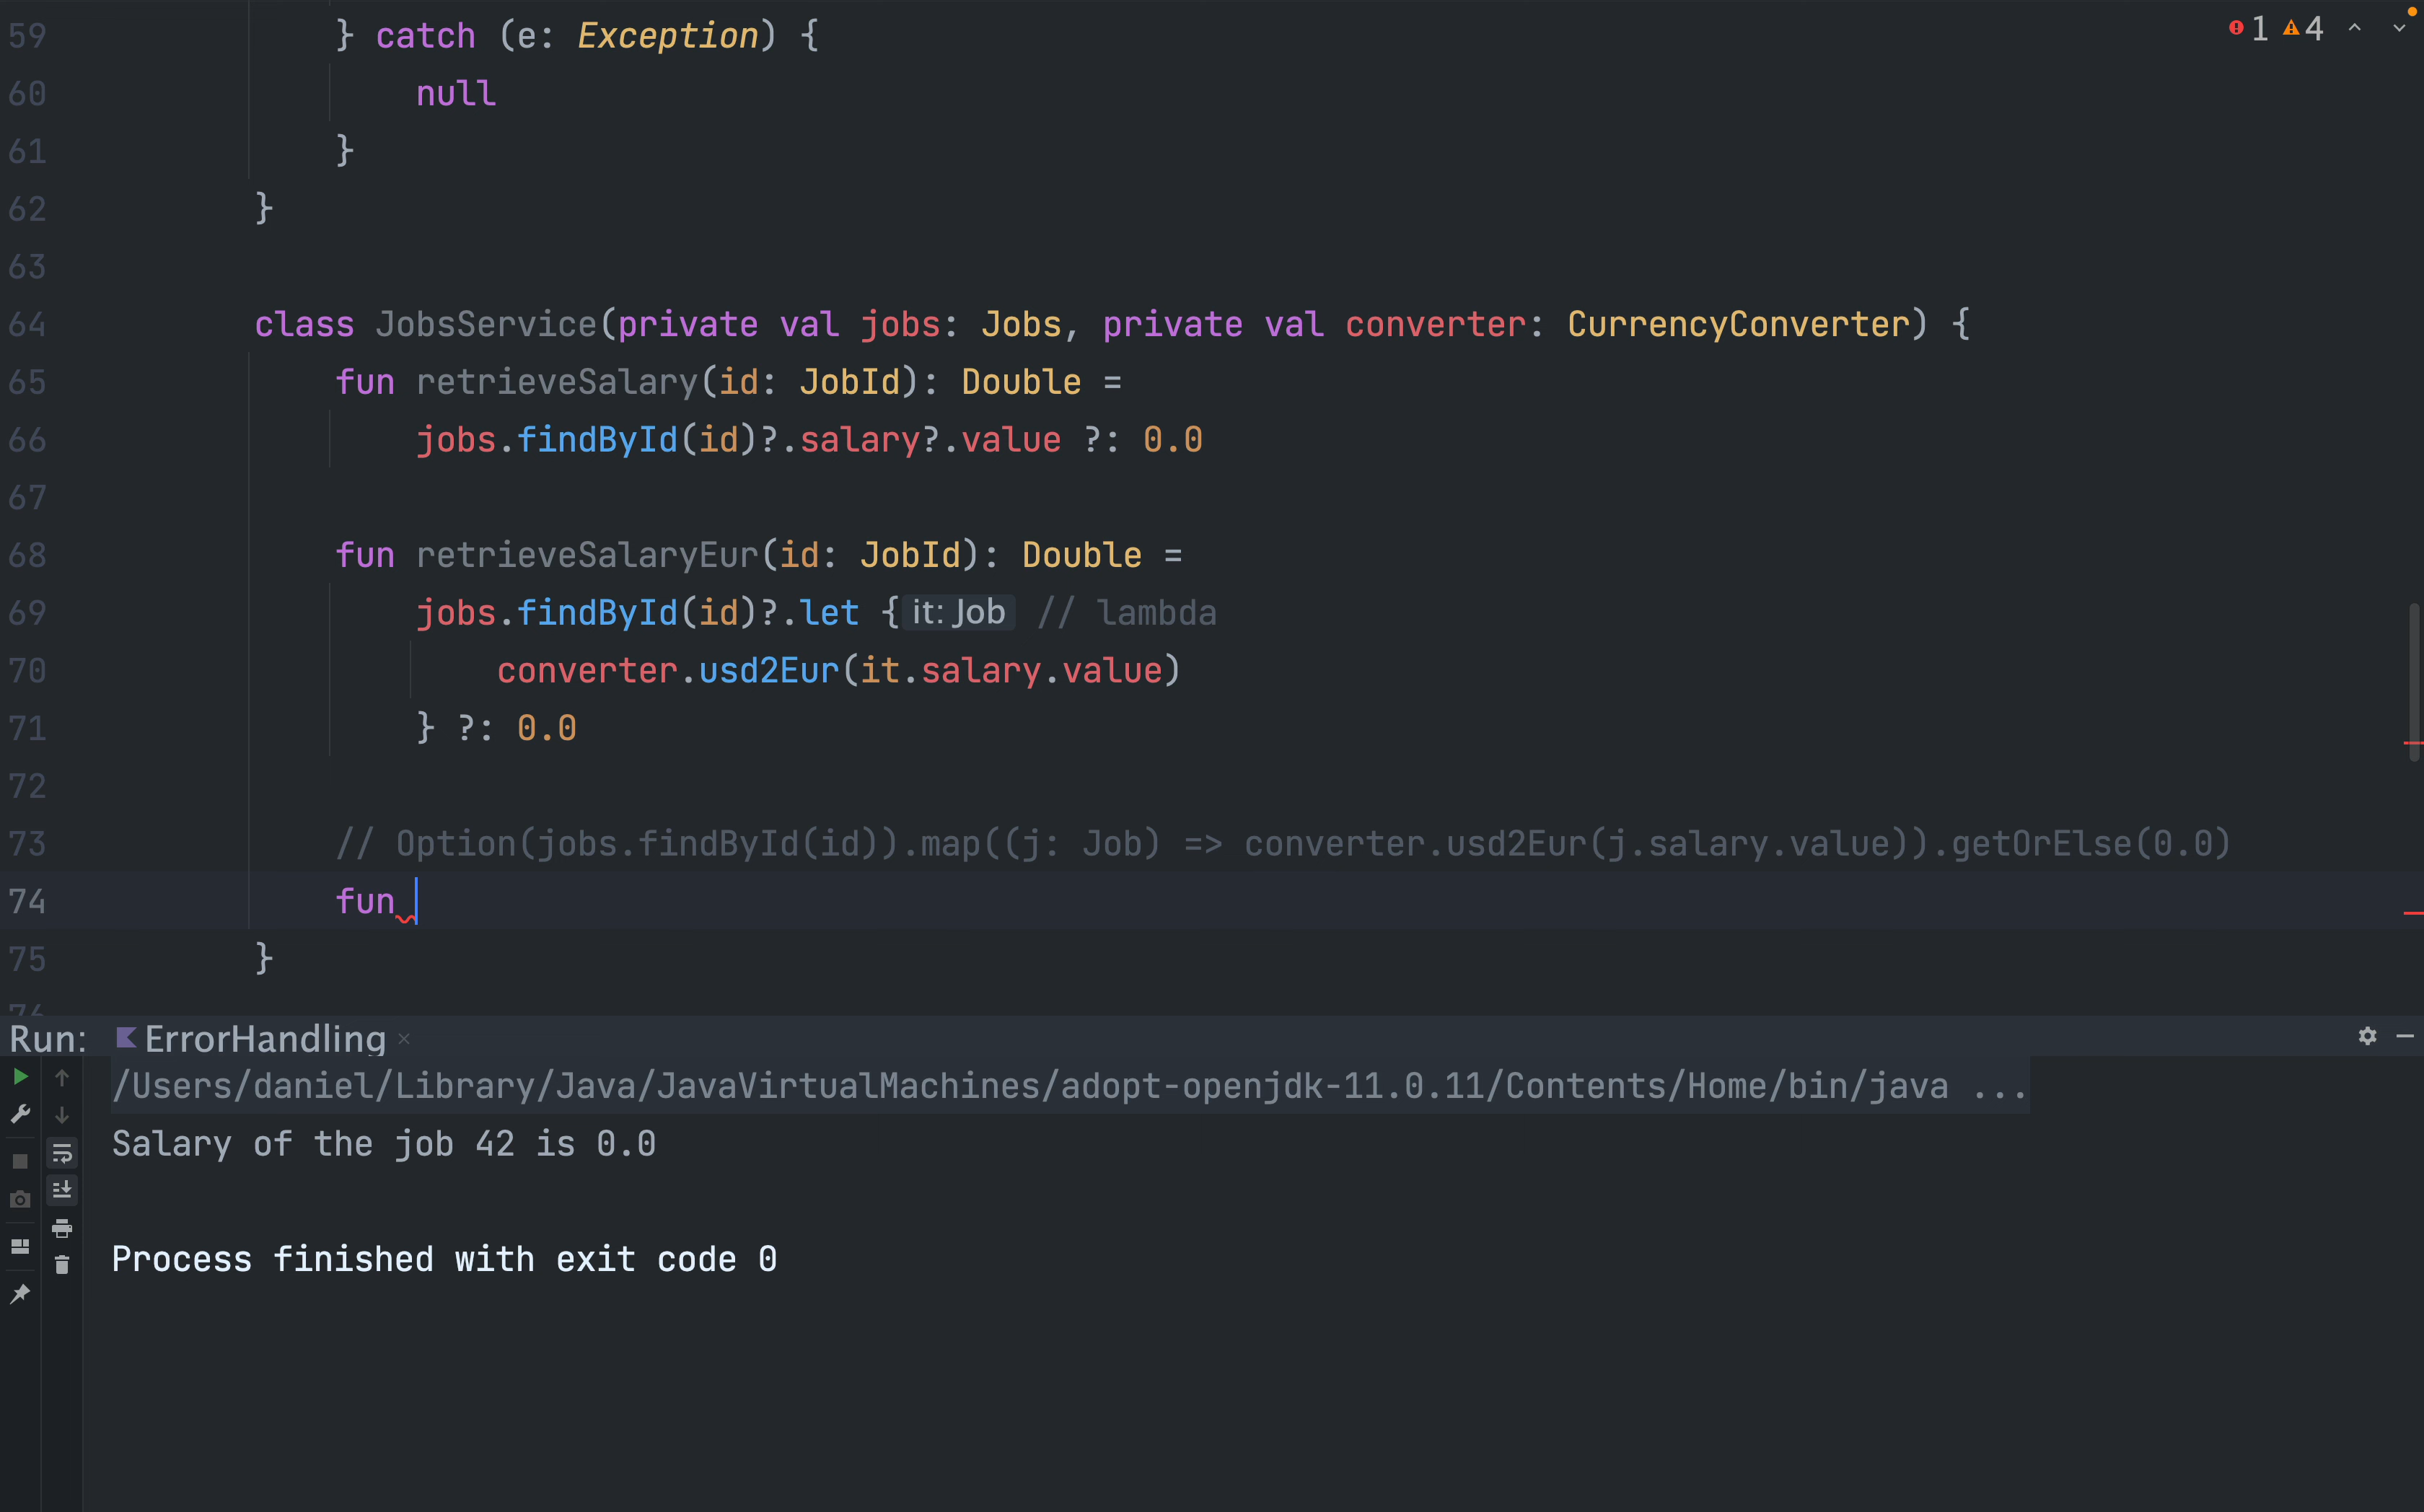 59 } catch (e: Exception) {
1 4
60 null
61 }
62 }
63
64 class JobsService(private val jobs: Jobs, private val converter: CurrencyConverter) {
65 fun retrieveSalary(id: JobId): Double =
66 jobs.findById(id)?.salary?.value ?: 0.0
67
68 fun retrieveSalaryEur(id: JobId): Double =
69 jobs.findById(id)?.let { it: Job // lambda
70 converter.usd2Eur(it.salary.value)
71 } ?: 0.0
72
73 // Option(jobs.findById(id)).map((j: Job) => converter.usd2Eur(j.salary.value)).getOrElse(0.0)
74 fun
75 }
76
Run: ErrorHandling ×
/Users/daniel/Library/Java/JavaVirtualMachines/adopt-openjdk-11.0.11/Contents/Home/bin/java ...
Salary of the job 42 is 0.0
Process finished with exit code 0